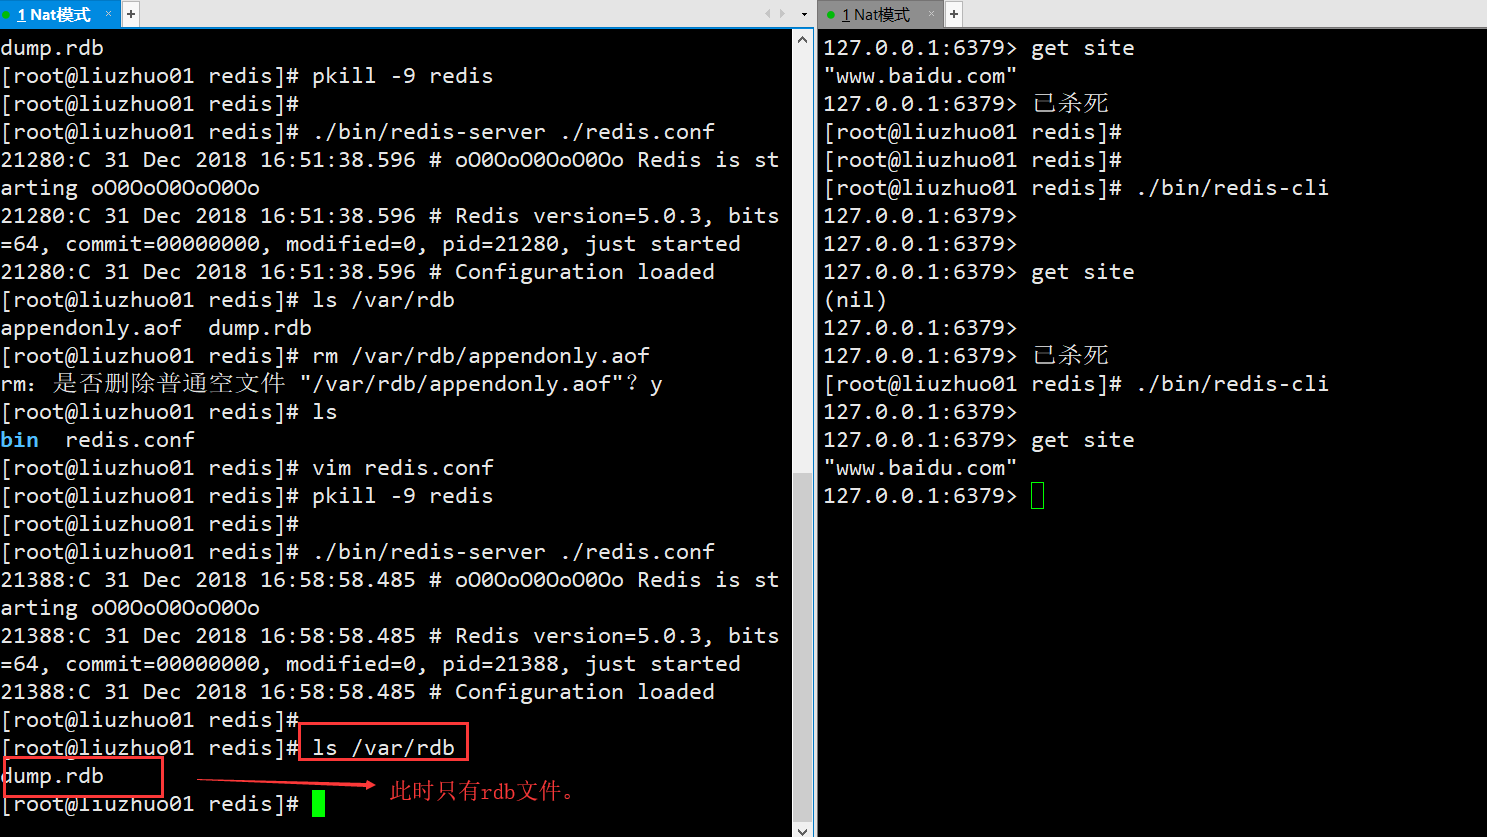 1 Nat模式 × +
dump.rdb
[root@liuzhuo01 redis]# pkill -9 redis
[root@liuzhuo01 redis]#
[root@liuzhuo01 redis]# ./bin/redis-server ./redis.conf
21280:C 31 Dec 2018 16:51:38.596 # oO0OoO0OoO0Oo Redis is st
arting oO0OoO0OoO0Oo
21280:C 31 Dec 2018 16:51:38.596 # Redis version=5.0.3, bits
=64, commit=00000000, modified=0, pid=21280, just started
21280:C 31 Dec 2018 16:51:38.596 # Configuration loaded
[root@liuzhuo01 redis]# ls /var/rdb
appendonly.aof  dump.rdb
[root@liuzhuo01 redis]# rm /var/rdb/appendonly.aof
rm：是否删除普通空文件 "/var/rdb/appendonly.aof"？y
[root@liuzhuo01 redis]# ls
bin  redis.conf
[root@liuzhuo01 redis]# vim redis.conf
[root@liuzhuo01 redis]# pkill -9 redis
[root@liuzhuo01 redis]#
[root@liuzhuo01 redis]# ./bin/redis-server ./redis.conf
21388:C 31 Dec 2018 16:58:58.485 # oO0OoO0OoO0Oo Redis is st
arting oO0OoO0OoO0Oo
21388:C 31 Dec 2018 16:58:58.485 # Redis version=5.0.3, bits
=64, commit=00000000, modified=0, pid=21388, just started
21388:C 31 Dec 2018 16:58:58.485 # Configuration loaded
[root@liuzhuo01 redis]#
[root@liuzhuo01 redis]# ls /var/rdb
dump.rdb
此时只有rdb文件。
[root@liuzhuo01 redis]#
1 Nat模式 × +
127.0.0.1:6379> get site
"www.baidu.com"
127.0.0.1:6379> 已杀死
[root@liuzhuo01 redis]#
[root@liuzhuo01 redis]#
[root@liuzhuo01 redis]# ./bin/redis-cli
127.0.0.1:6379>
127.0.0.1:6379>
127.0.0.1:6379> get site
(nil)
127.0.0.1:6379>
127.0.0.1:6379> 已杀死
[root@liuzhuo01 redis]# ./bin/redis-cli
127.0.0.1:6379>
127.0.0.1:6379> get site
"www.baidu.com"
127.0.0.1:6379>